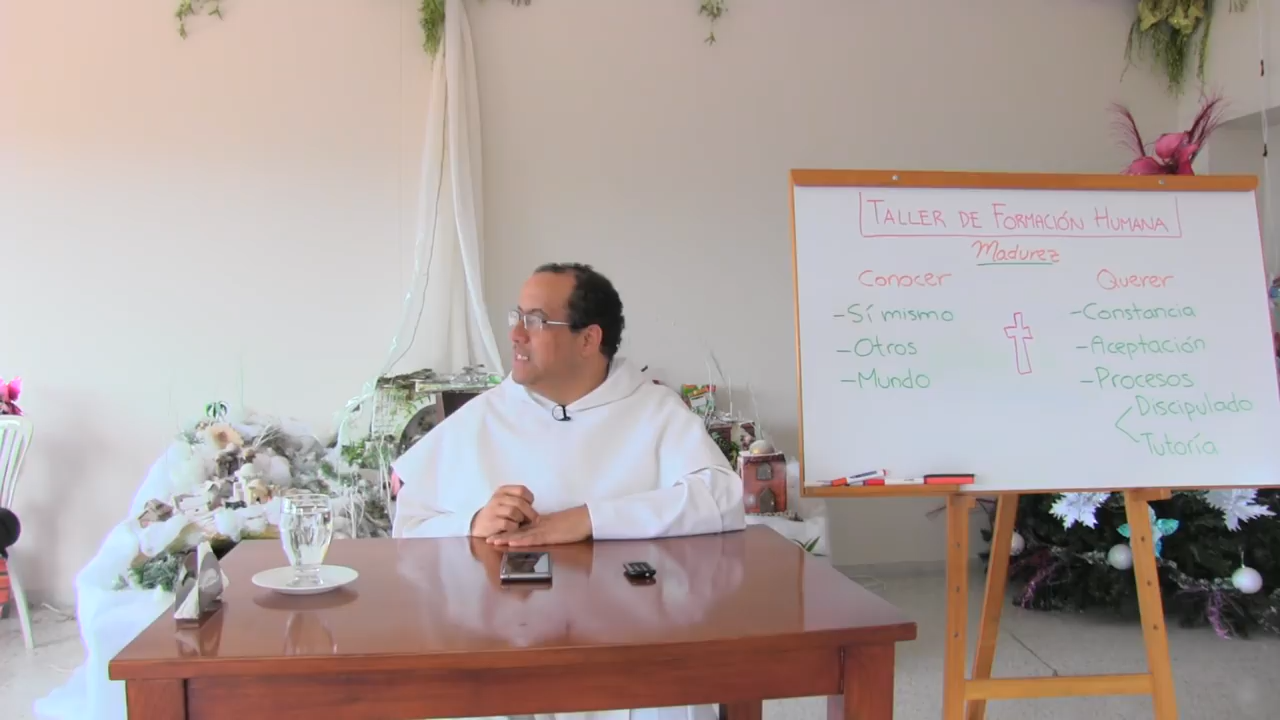 TALLER DE FORMACIÓN HUMANA
Madurez
Conocer
-Sí mismo
-Otros
-Mundo
Querer
-Constancia
-Aceptación
-Procesos
Discipulado
Tutoría